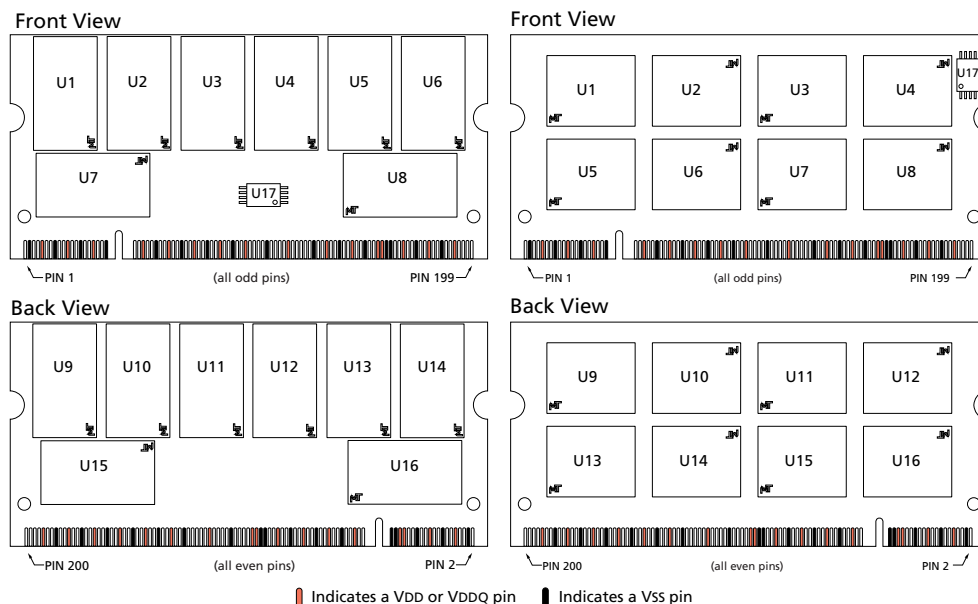 Front View
U1 U2 U3 U4 U5 U6
U7 U17 U8
PIN 1 (all odd pins) PIN 199
Front View
U1 U2 U3 U4 U17
U5 U6 U7 U8
PIN 1 (all odd pins) PIN 199
Back View
U9 U10 U11 U12 U13 U14
U15 U16
PIN 200 (all even pins) PIN 2
Back View
U9 U10 U11 U12
U13 U14 U15 U16
PIN 200 (all even pins) PIN 2
Indicates a VDD or VDDQ pin Indicates a VSS pin